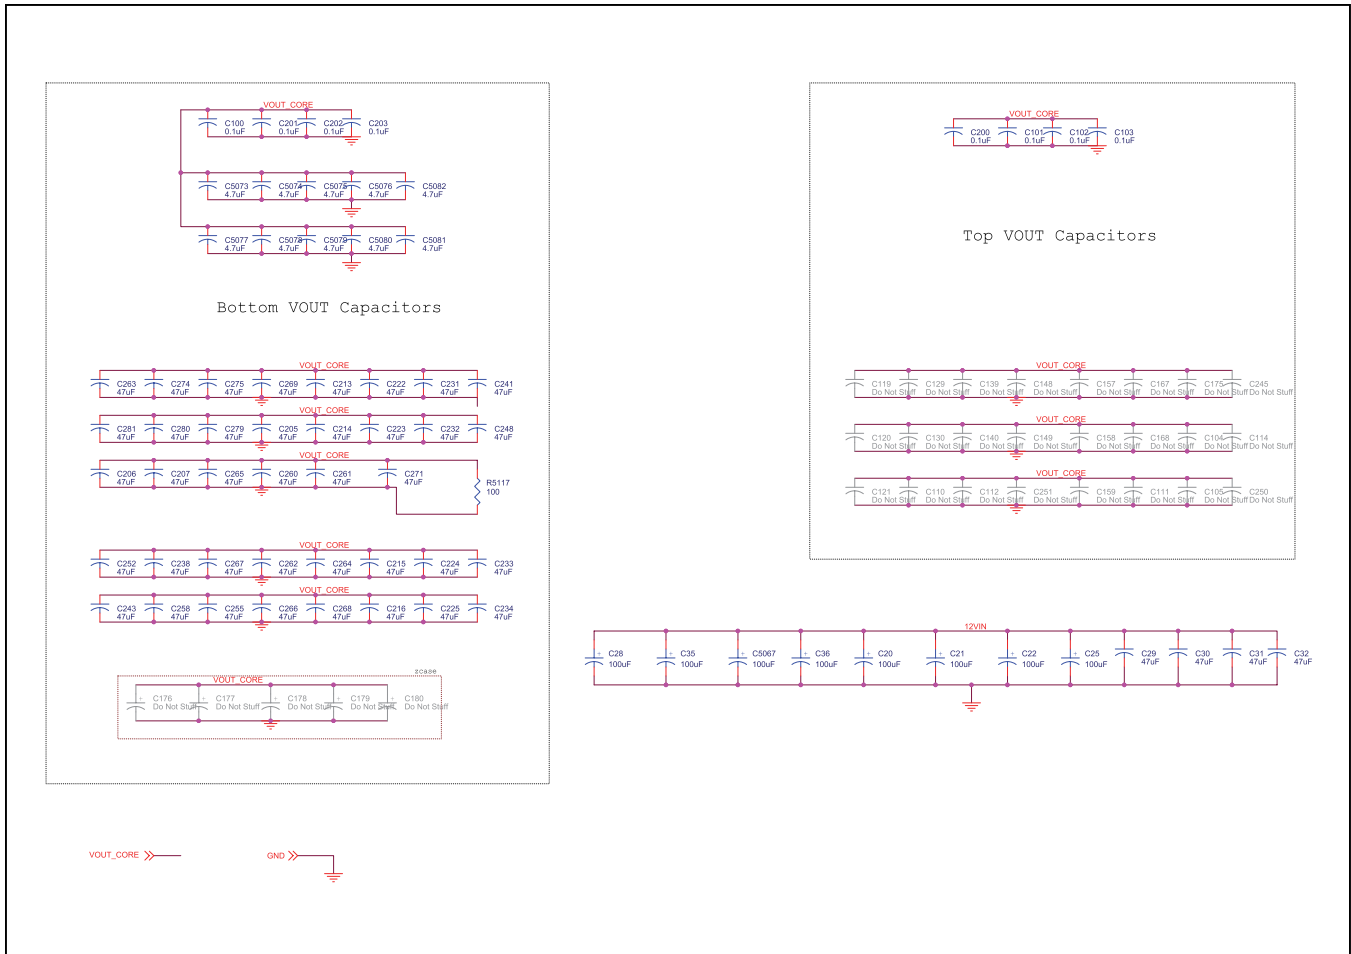 VOUT_CORE
C100 C201 C202 C203
0.1uF 0.1uF 0.1uF 0.1uF
C5073 C5074 C5075 C5076 C5082
4.7uF 4.7uF 4.7uF 4.7uF 4.7uF
C5077 C5078 C5079 C5080 C5081
4.7uF 4.7uF 4.7uF 4.7uF 4.7uF
Bottom VOUT Capacitors
VOUT_CORE
C263 C274 C275 C269 C213 C222 C231 C241
47uF 47uF 47uF 47uF 47uF 47uF 47uF 47uF
VOUT_CORE
C281 C280 C279 C205 C214 C223 C232 C248
47uF 47uF 47uF 47uF 47uF 47uF 47uF 47uF
VOUT_CORE
C206 C207 C265 C260 C261 C271
47uF 47uF 47uF 47uF 47uF 47uF
R5117
100
VOUT_CORE
C252 C238 C267 C262 C264 C215 C224 C233
47uF 47uF 47uF 47uF 47uF 47uF 47uF 47uF
VOUT_CORE
C243 C258 C255 C266 C268 C216 C225 C234
47uF 47uF 47uF 47uF 47uF 47uF 47uF 47uF
zcase
VOUT_CORE
C176 C177 C178 C179 C180
Do Not Stuff Do Not Stuff Do Not Stuff Do Not Stuff Do Not Stuff
VOUT_CORE
GND
VOUT_CORE
C200 C101 C102 C103
0.1uF 0.1uF 0.1uF 0.1uF
Top VOUT Capacitors
VOUT_CORE
C119 C129 C139 C148 C157 C167 C175 C245
Do Not Stuff Do Not Stuff Do Not Stuff Do Not Stuff Do Not Stuff Do Not Stuff Do Not Stuff Do Not Stuff
VOUT_CORE
C120 C130 C140 C149 C158 C168 C104 C114
Do Not Stuff Do Not Stuff Do Not Stuff Do Not Stuff Do Not Stuff Do Not Stuff Do Not Stuff Do Not Stuff
VOUT_CORE
C121 C110 C112 C251 C159 C111 C105 C250
Do Not Stuff Do Not Stuff Do Not Stuff Do Not Stuff Do Not Stuff Do Not Stuff Do Not Stuff Do Not Stuff
12VIN
C28 C35 C5067 C36 C20 C21 C22 C25 C29 C30 C31 C32
100uF 100uF 100uF 100uF 100uF 100uF 100uF 100uF 47uF 47uF 47uF 47uF